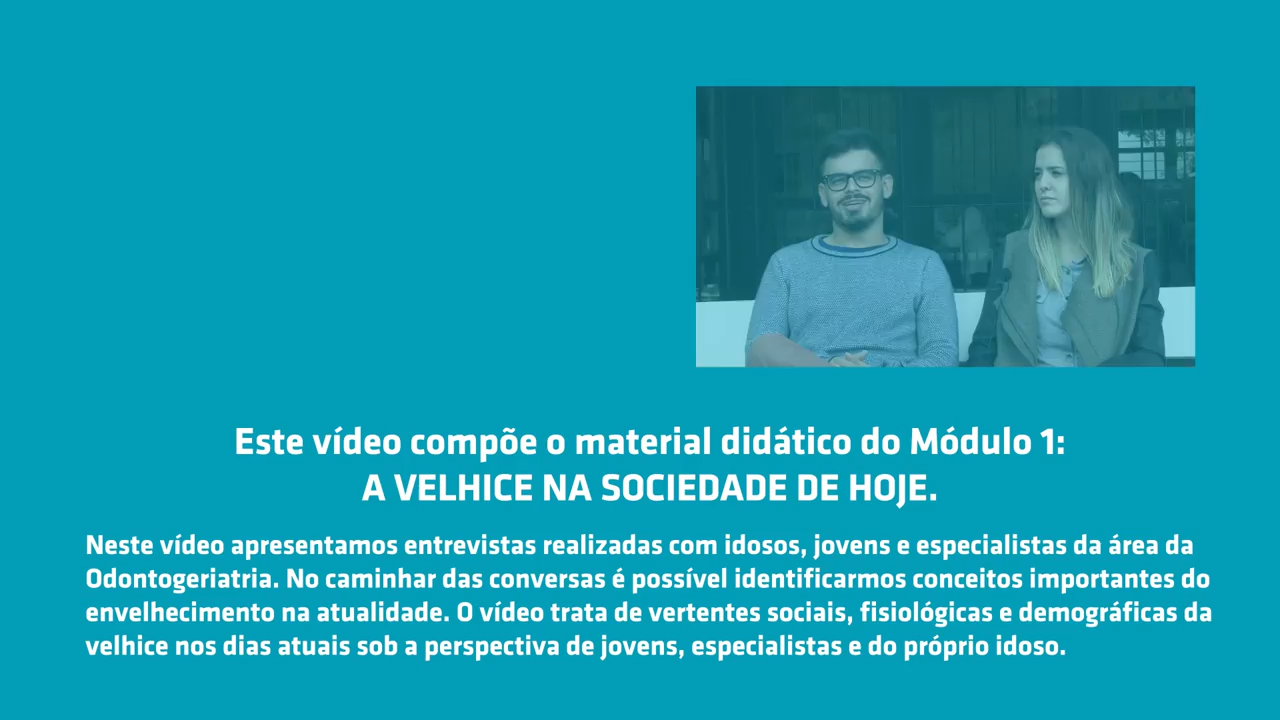 Este vídeo compõe o material didático do Módulo 1:
A VELHICE NA SOCIEDADE DE HOJE.
Neste vídeo apresentamos entrevistas realizadas com idosos, jovens e especialistas da área da
Odontogeriatria. No caminhar das conversas é possível identificarmos conceitos importantes do
envelhecimento na atualidade. O vídeo trata de vertentes sociais, fisiológicas e demográficas da
velhice nos dias atuais sob a perspectiva de jovens, especialistas e do próprio idoso.